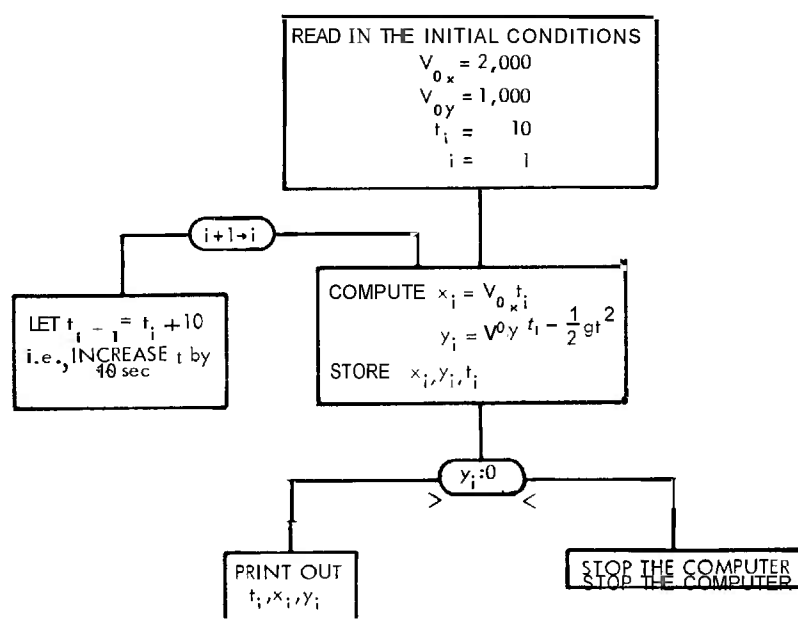 READ IN THE INITIAL CONDITIONS
V₀ₓ = 2,000
V₀y = 1,000
tᵢ = 10
i = 1
i+1→i
COMPUTE xᵢ = V₀ₓtᵢ
yᵢ = V⁰y tᵢ − 1/2 gt²
STORE xᵢ,yᵢ,tᵢ
LET tᵢ − ₁ = tᵢ +10
i.e., INCREASE t by
10 sec
yᵢ:0
> <
PRINT OUT
tᵢ,xᵢ,yᵢ
STOP THE COMPUTER
STOP THE COMPUTER